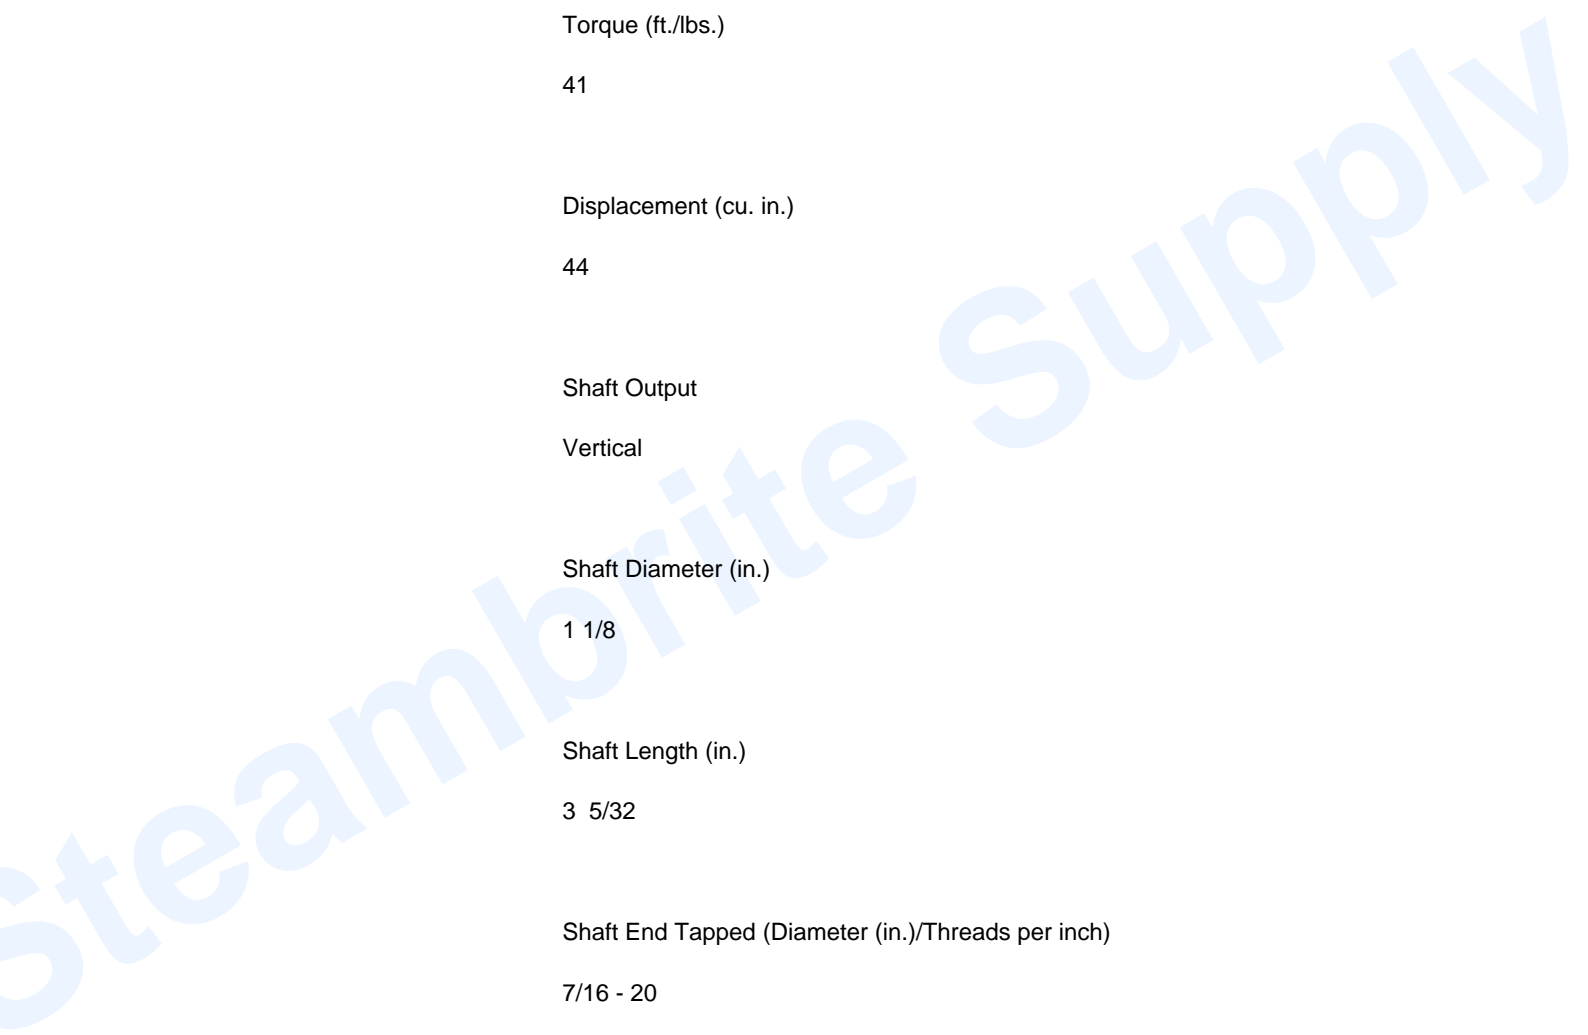 Torque (ft./lbs.)
41
Displacement (cu. in.)
44
Shaft Output
Vertical
Shaft Diameter (in.)
1 1/8
Shaft Length (in.)
3  5/32
Shaft End Tapped (Diameter (in.)/Threads per inch)
7/16 - 20
Steambrite Supply